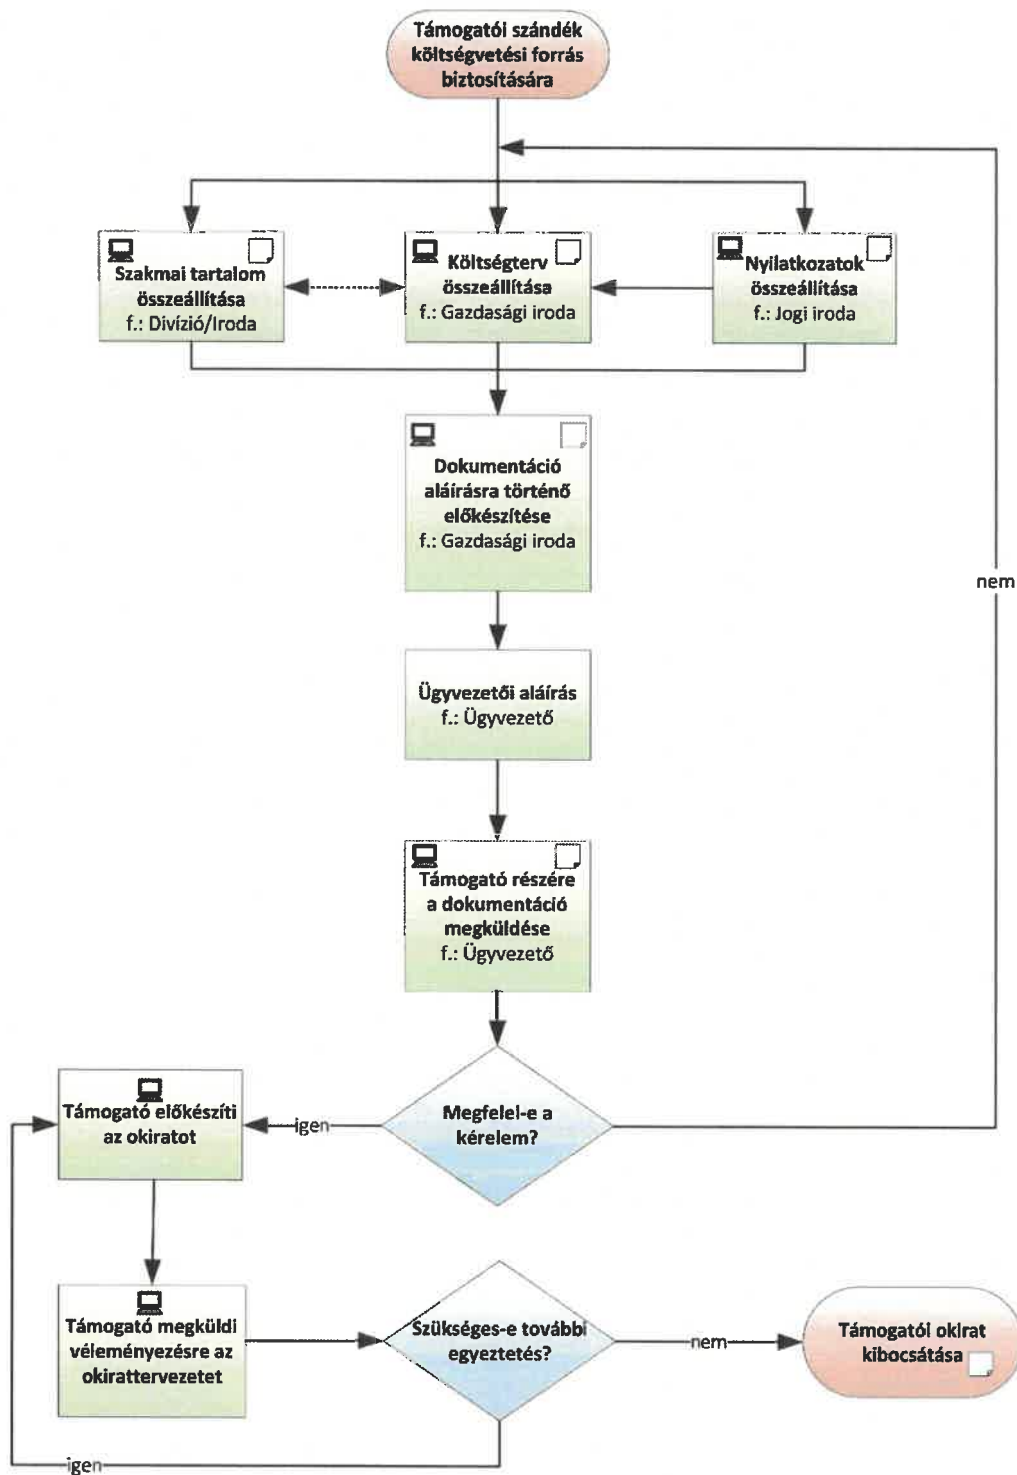 Támogatói szándék
költségvetési forrás
biztosítására
Szakmai tartalom
összeállítása
f.: Divízió/Iroda
Költségterv
összeállítása
f.: Gazdasági iroda
Nyilatkozatok
összeállítása
f.: Jogi iroda
Dokumentáció
aláírásra történő
előkészítése
f.: Gazdasági iroda
nem
Ügyvezetői aláírás
f.: Ügyvezető
Támogató részére
a dokumentáció
megküldése
f.: Ügyvezető
Megfelel-e a
kérelem?
igen
Támogató előkészíti
az okiratot
Támogató megküldi
véleményezésre az
okirattervezetet
Szükséges-e további
egyeztetés?
nem
Támogatói okirat
kibocsátása
igen